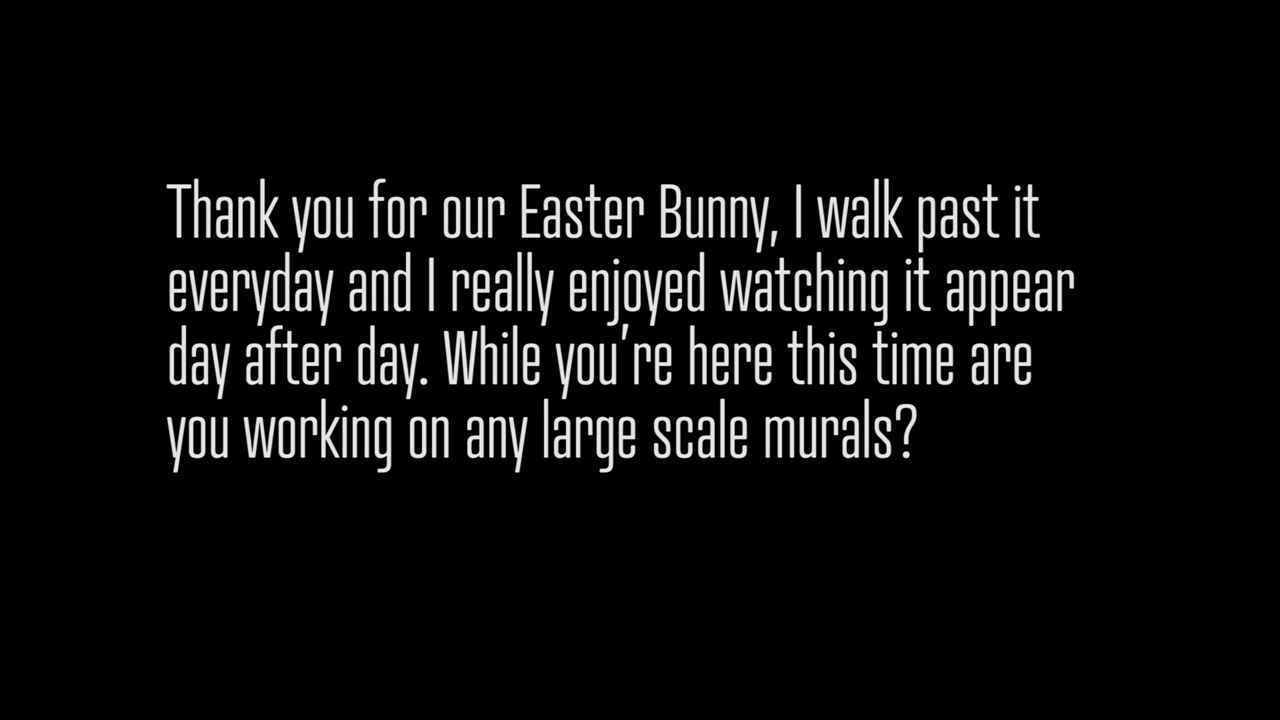 Thank you for our Easter Bunny, I walk past it
everyday and I really enjoyed watching it appear
day after day. While you're here this time are
you working on any large scale murals?